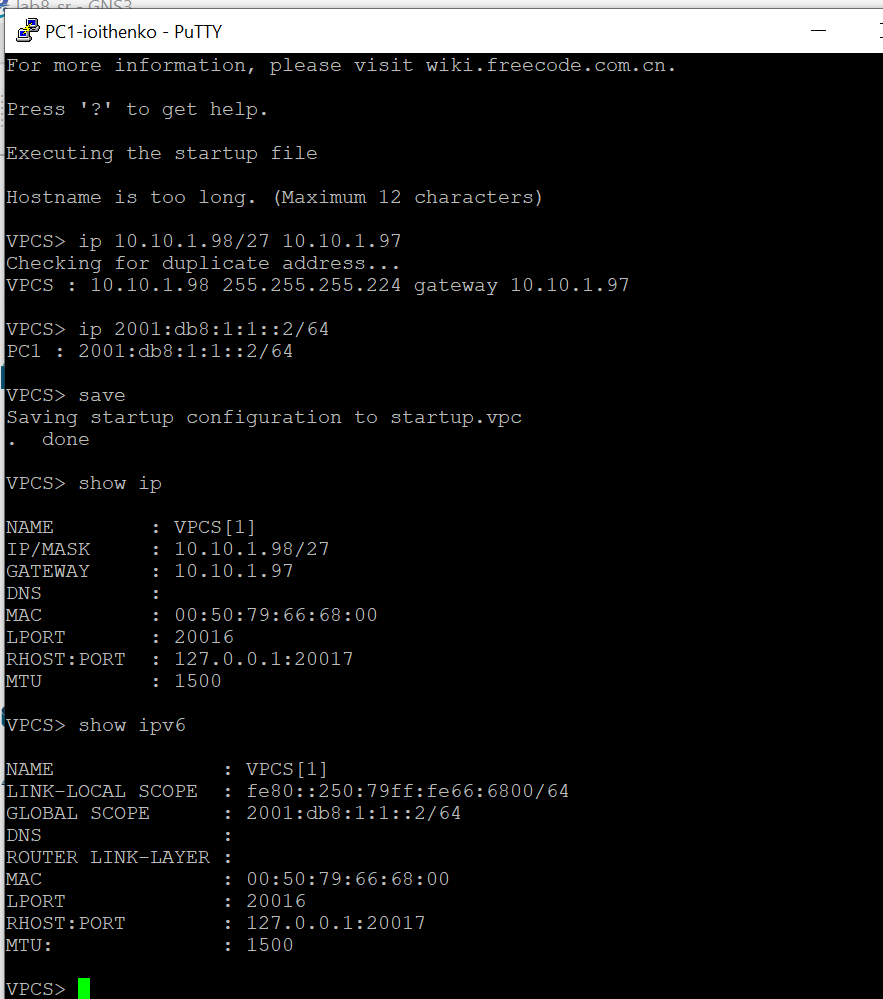 lab8_sr - GNS3
PC1-ioithenko - PuTTY
For more information, please visit wiki.freecode.com.cn.
Press '?' to get help.
Executing the startup file
Hostname is too long. (Maximum 12 characters)
VPCS> ip 10.10.1.98/27 10.10.1.97
Checking for duplicate address...
VPCS : 10.10.1.98 255.255.255.224 gateway 10.10.1.97
VPCS> ip 2001:db8:1:1::2/64
PC1 : 2001:db8:1:1::2/64
VPCS> save
Saving startup configuration to startup.vpc
.  done
VPCS> show ip
NAME        : VPCS[1]
IP/MASK     : 10.10.1.98/27
GATEWAY     : 10.10.1.97
DNS         :
MAC         : 00:50:79:66:68:00
LPORT       : 20016
RHOST:PORT  : 127.0.0.1:20017
MTU         : 1500
VPCS> show ipv6
NAME              : VPCS[1]
LINK-LOCAL SCOPE  : fe80::250:79ff:fe66:6800/64
GLOBAL SCOPE      : 2001:db8:1:1::2/64
DNS               :
ROUTER LINK-LAYER :
MAC               : 00:50:79:66:68:00
LPORT             : 20016
RHOST:PORT        : 127.0.0.1:20017
MTU:              : 1500
VPCS>